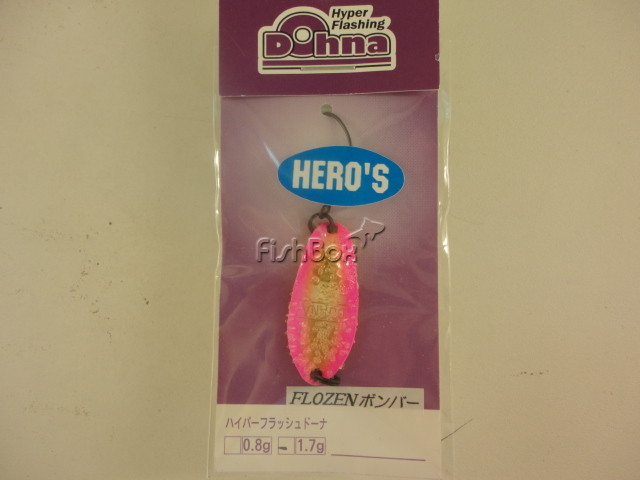 Hyper
Flashing
Dohna
HERO'S
FishBox
FLOZENボンバー
ハイパーフラッシュドーナ
0.8g 1.7g